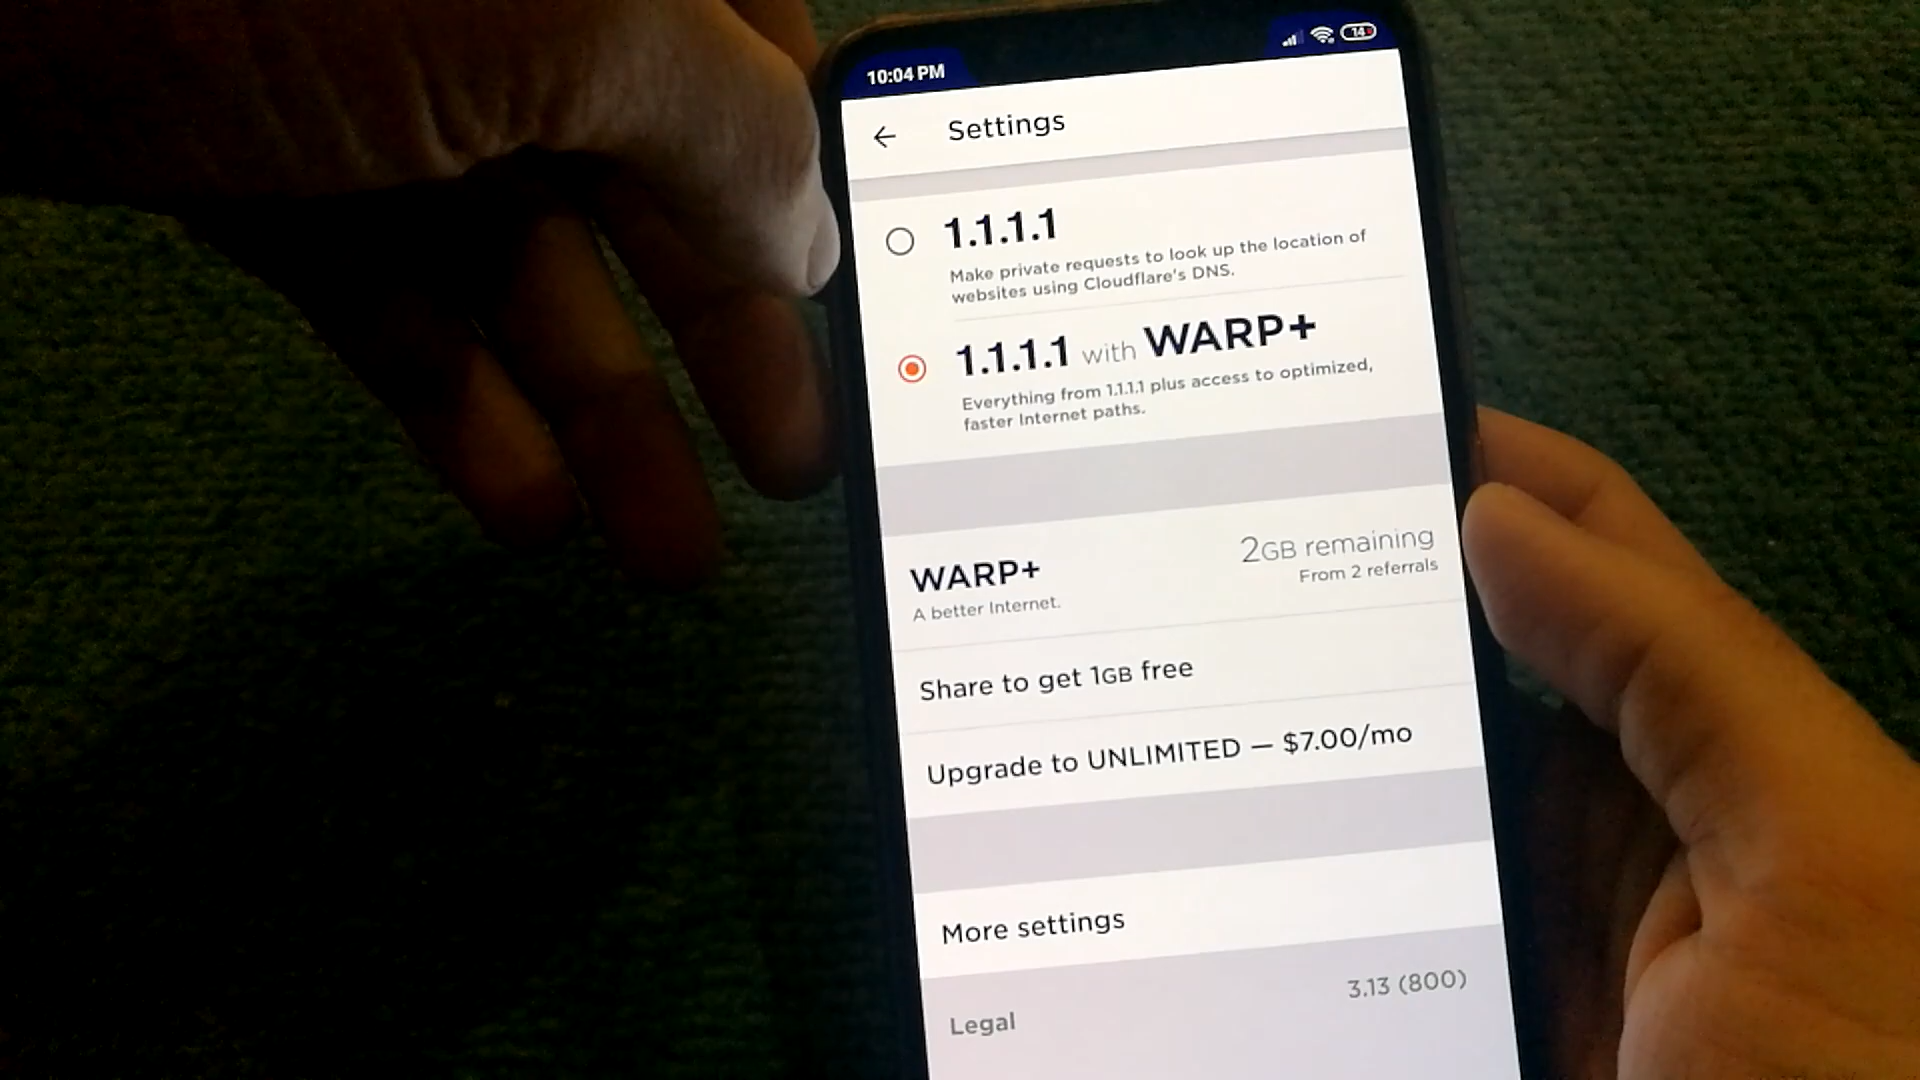 10:04 PM
14
Settings
1.1.1.1
Make private requests to look up the location of
websites using Cloudflare's DNS.
1.1.1.1 with WARP+
Everything from 1.1.1.1 plus access to optimized,
faster Internet paths.
WARP+
2GB remaining
A better Internet.
From 2 referrals
Share to get 1GB free
Upgrade to UNLIMITED — $7.00/mo
More settings
3.13 (800)
Legal